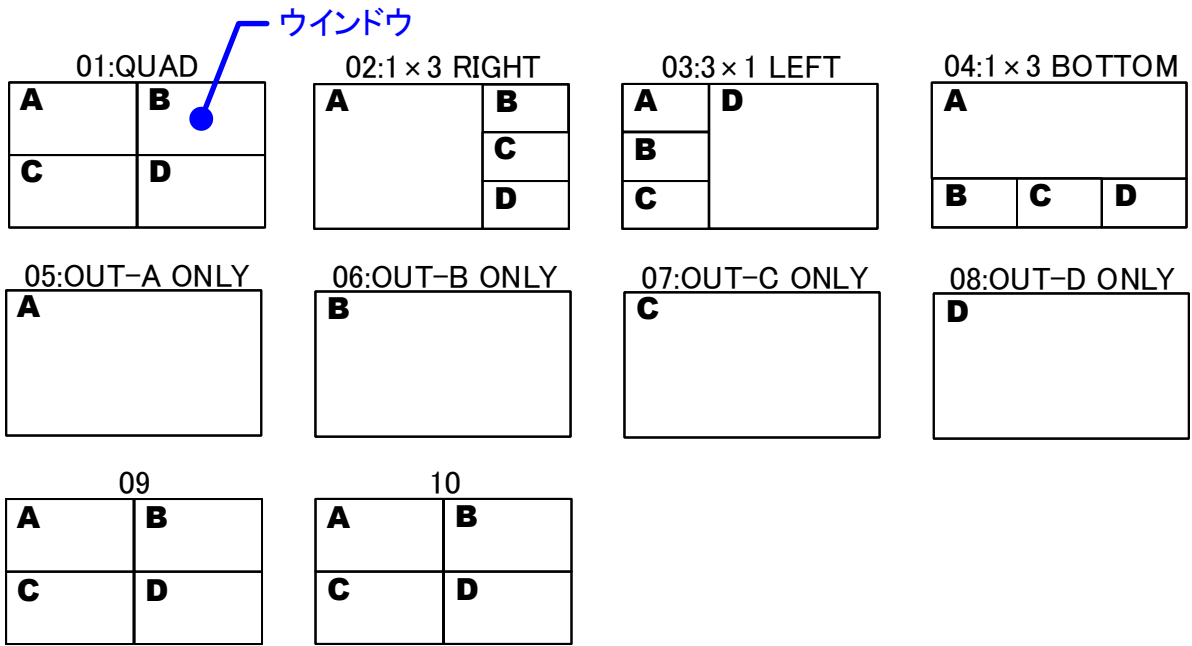 ウインドウ
01:QUAD
A B
C D
02:1×3 RIGHT
A B
C
D
03:3×1 LEFT
A D
B
C
04:1×3 BOTTOM
A
B C D
05:OUT-A ONLY
A
06:OUT-B ONLY
B
07:OUT-C ONLY
C
08:OUT-D ONLY
D
09
A B
C D
10
A B
C D